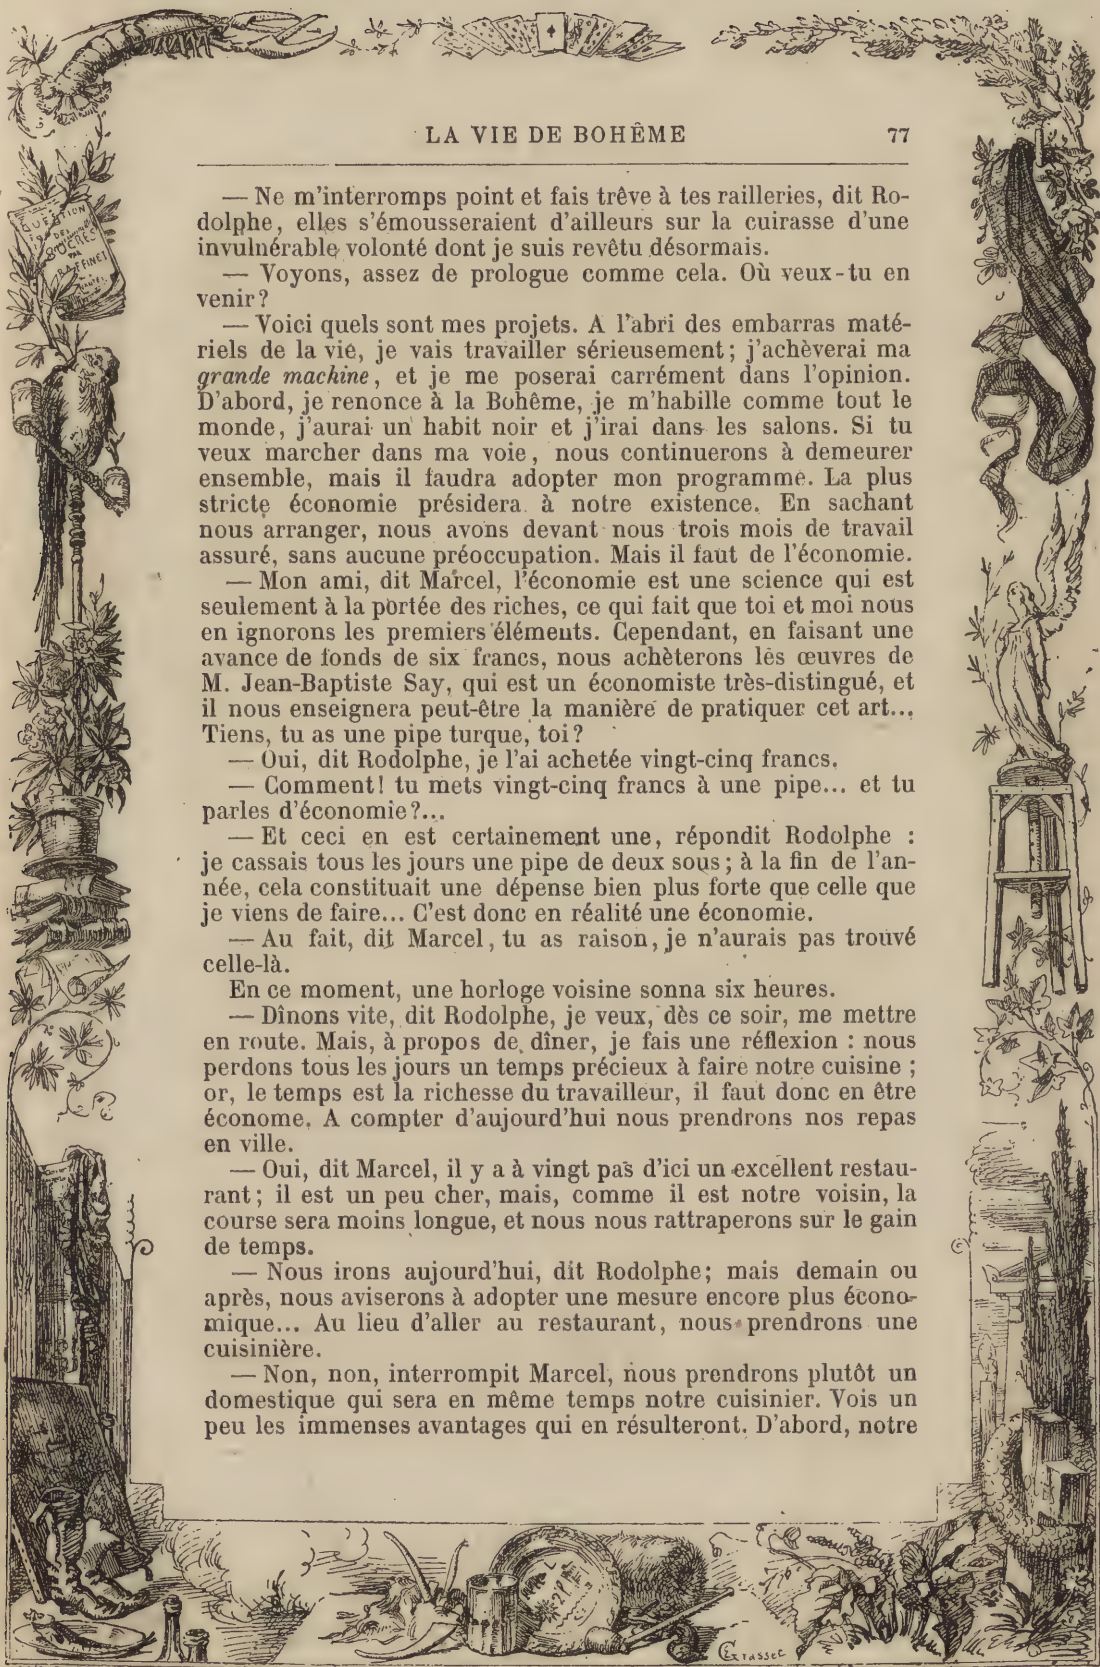 LA VIE DE BOHÊME 77
— Ne m'interromps point et fais trêve à tes railleries, dit Ro-
dolphe, elles s'émousseraient d'ailleurs sur la cuirasse d'une
invulnérable volonté dont je suis revêtu désormais.
— Voyons, assez de prologue comme cela. Où veux-tu en
venir?
— Voici quels sont mes projets. A l'abri des embarras maté-
riels de la vie, je vais travailler sérieusement; j'achèverai ma
grande machine, et je me poserai carrément dans l'opinion.
D'abord, je renonce à la Bohême, je m'habille comme tout le
monde, j'aurai un habit noir et j'irai dans les salons. Si tu
veux marcher dans ma voie, nous continuerons à demeurer
ensemble, mais il faudra adopter mon programme. La plus
stricte économie présidera à notre existence. En sachant
nous arranger, nous avons devant nous trois mois de travail
assuré, sans aucune préoccupation. Mais il faut de l'économie.
— Mon ami, dit Marcel, l'économie est une science qui est
seulement à la portée des riches, ce qui fait que toi et moi nous
en ignorons les premiers éléments. Cependant, en faisant une
avance de fonds de six francs, nous achèterons les œuvres de
M. Jean-Baptiste Say, qui est un économiste très-distingué, et
il nous enseignera peut-être la manière de pratiquer cet art...
Tiens, tu as une pipe turque, toi?
— Oui, dit Rodolphe, je l'ai achetée vingt-cinq francs.
— Comment! tu mets vingt-cinq francs à une pipe... et tu
parles d'économie?...
— Et ceci en est certainement une, répondit Rodolphe :
je cassais tous les jours une pipe de deux sous; à la fin de l'an-
née, cela constituait une dépense bien plus forte que celle que
je viens de faire... C'est donc en réalité une économie.
— Au fait, dit Marcel, tu as raison, je n'aurais pas trouvé
celle-là.
En ce moment, une horloge voisine sonna six heures.
— Dînons vite, dit Rodolphe, je veux, dès ce soir, me mettre
en route. Mais, à propos de dîner, je fais une réflexion : nous
perdons tous les jours un temps précieux à faire notre cuisine ;
or, le temps est la richesse du travailleur, il faut donc en être
économe. A compter d'aujourd'hui nous prendrons nos repas
en ville.
— Oui, dit Marcel, il y a à vingt pas d'ici un excellent restau-
rant; il est un peu cher, mais, comme il est notre voisin, la
course sera moins longue, et nous nous rattraperons sur le gain
de temps.
— Nous irons aujourd'hui, dit Rodolphe; mais demain ou
après, nous aviserons à adopter une mesure encore plus écono-
mique... Au lieu d'aller au restaurant, nous prendrons une
cuisinière.
— Non, non, interrompit Marcel, nous prendrons plutôt un
domestique qui sera en même temps notre cuisinier. Vois un
peu les immenses avantages qui en résulteront. D'abord, notre
QUESTION
DES
SUCRES
PAR
RAFFINET
EGrasset